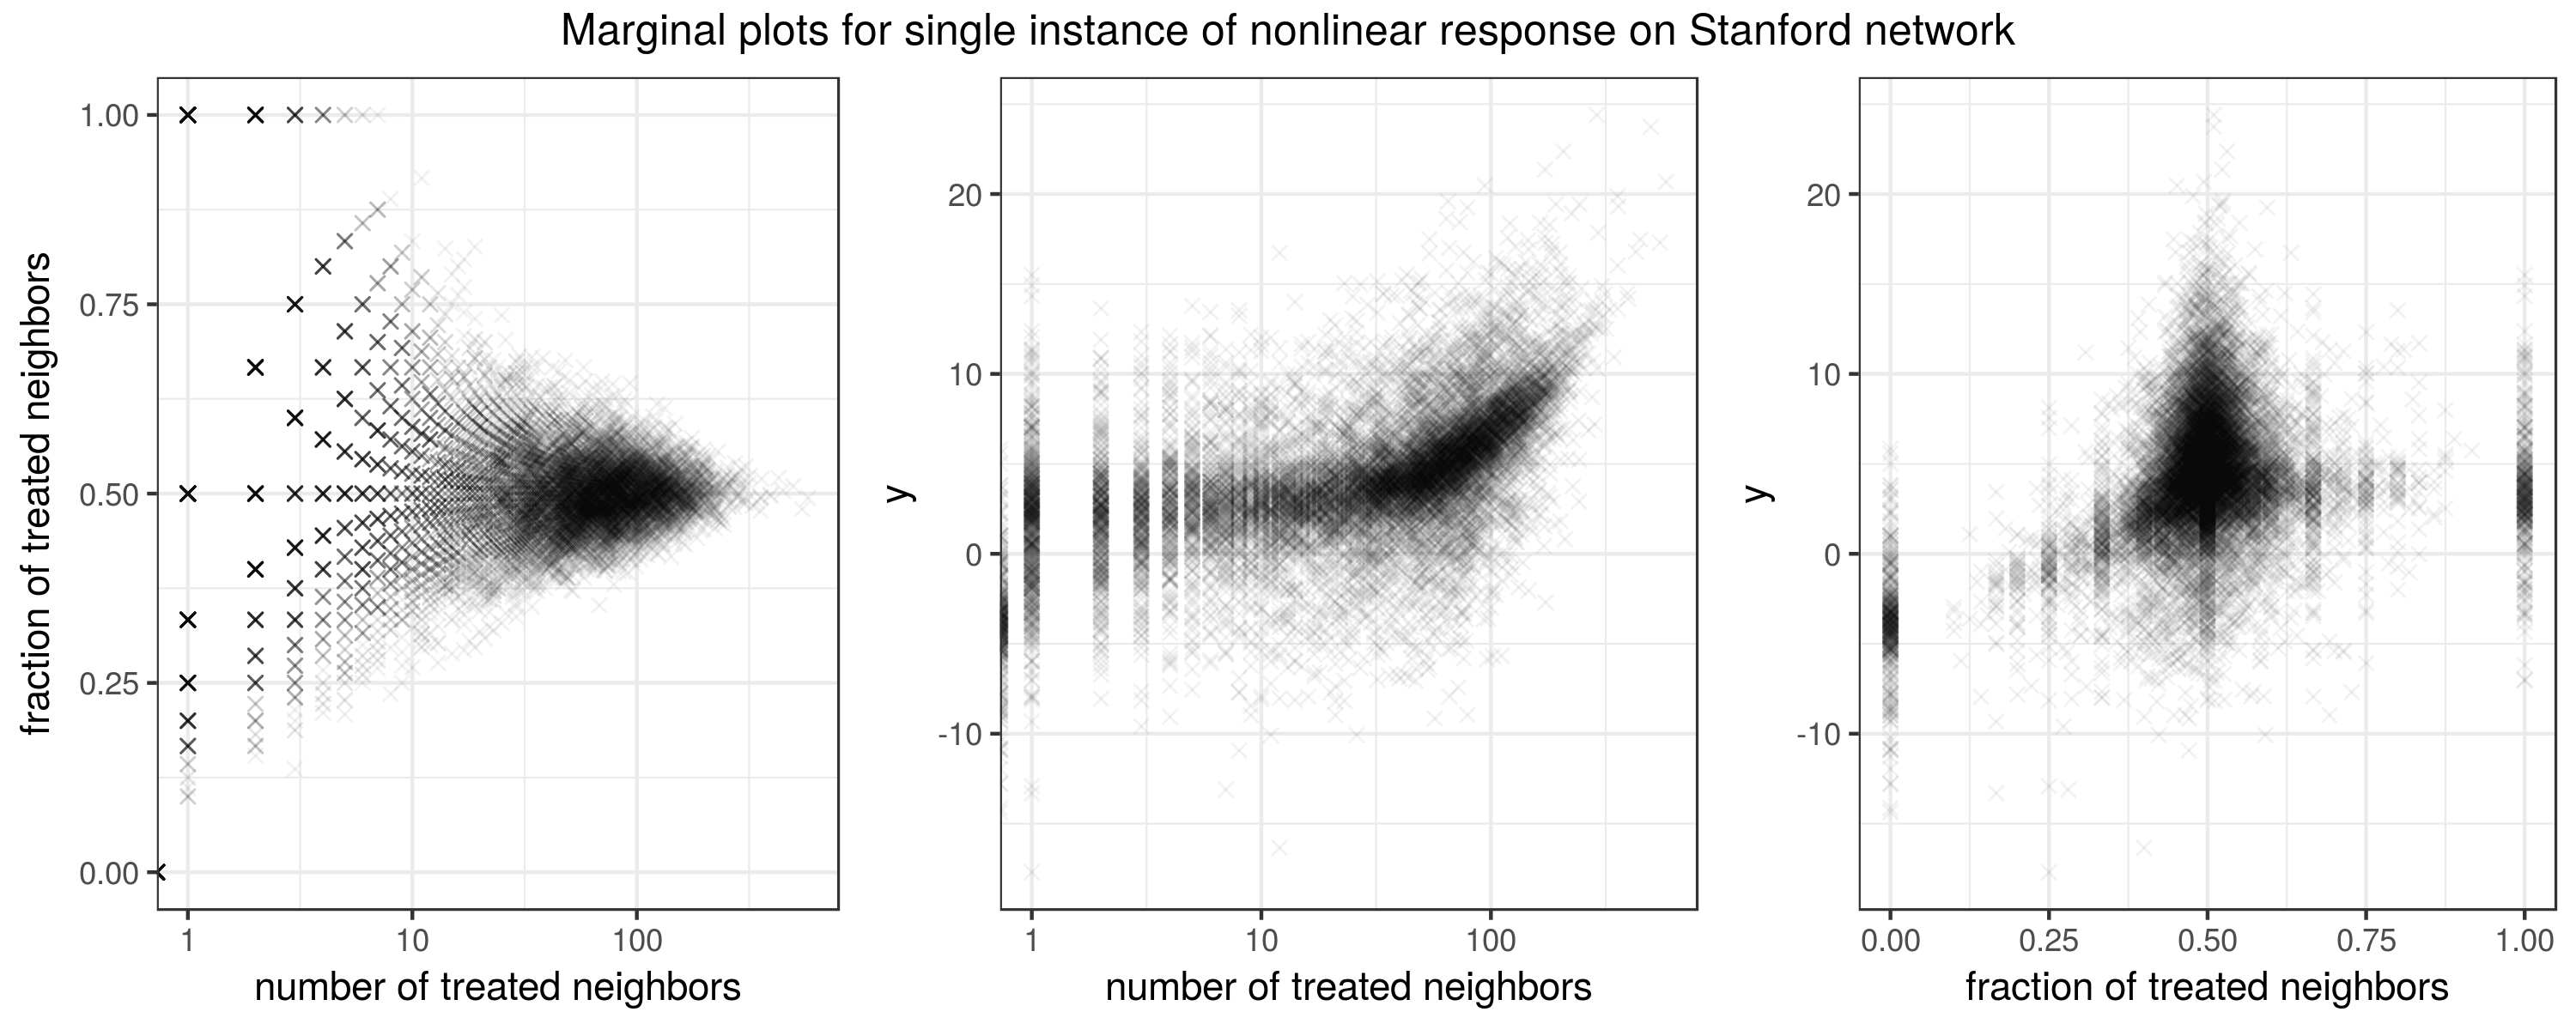 Marginal plots for single instance of nonlinear response on Stanford network
fraction of treated neighbors
1.00
0.75
0.50
0.25
0.00
1 10 100
number of treated neighbors
y
20
10
0
-10
1 10 100
number of treated neighbors
y
20
10
0
-10
0.00 0.25 0.50 0.75 1.00
fraction of treated neighbors